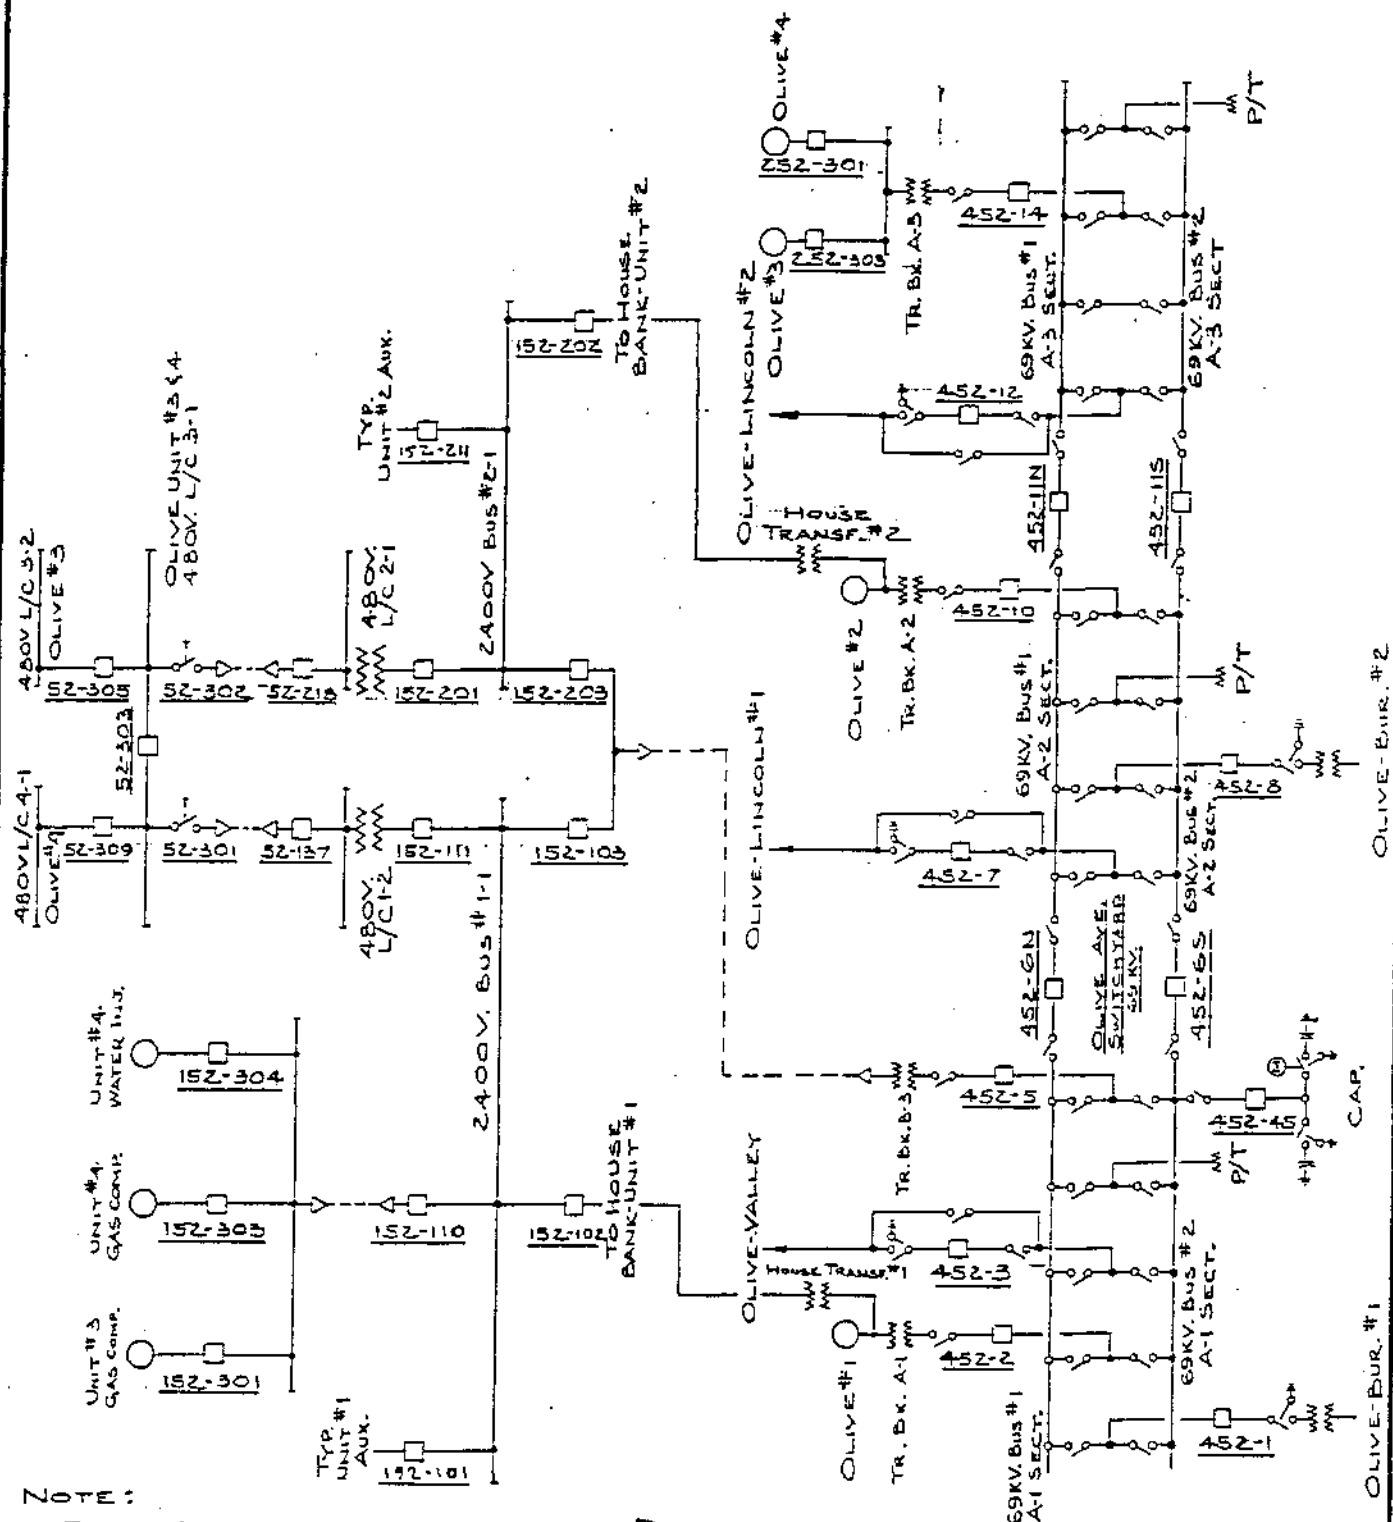 480V L/C 3-2
OLIVE #3
52-305
OLIVE UNIT #3 & 4
480V. L/C 3-1
52-303
52-302
52-218
480V.
L/C 2-1
152-201
152-203
2400V BUS #2-1
TYP.
UNIT #2 AUX.
152-211
152-202
TO HOUSE
BANK-UNIT #2
480V L/C 4-1
OLIVE #4
52-309
52-301
52-137
480V.
L/C 1-2
152-111
152-103
2400V. BUS #1-1
UNIT #4.
WATER INJ.
152-304
UNIT #4.
GAS COMP.
152-303
152-110
152-102
TO HOUSE
BANK-UNIT #1
UNIT #3
GAS COMP.
152-301
TYP.
UNIT #1
AUX.
152-101
OLIVE #4
252-301
OLIVE #3
252-303
TR. BK. A-3
452-14
P/T
69KV. BUS #1
A-3 SECT.
69KV. BUS #2
A-3 SECT
OLIVE-LINCOLN #2
452-12
452-11N
452-11S
HOUSE
TRANSF. #2
OLIVE #2
TR. BK. A-2
452-10
P/T
69KV. BUS #1
A-2 SECT.
69KV. BUS #2
A-2 SECT.
452-8
OLIVE-BUR. #2
OLIVE-LINCOLN #1
452-7
452-6N
OLIVE AVE.
SWITCHYARD
69 KV.
452-6S
TR. BK. B-3
452-5
452-45
M
CAP.
P/T
OLIVE-VALLEY
452-3
HOUSE TRANSF. #1
OLIVE #1
TR. BK. A-1
452-2
69KV. BUS #2
A-1 SECT.
69KV. BUS #1
A-1 SECT.
452-1
OLIVE-BUR. #1
NOTE: